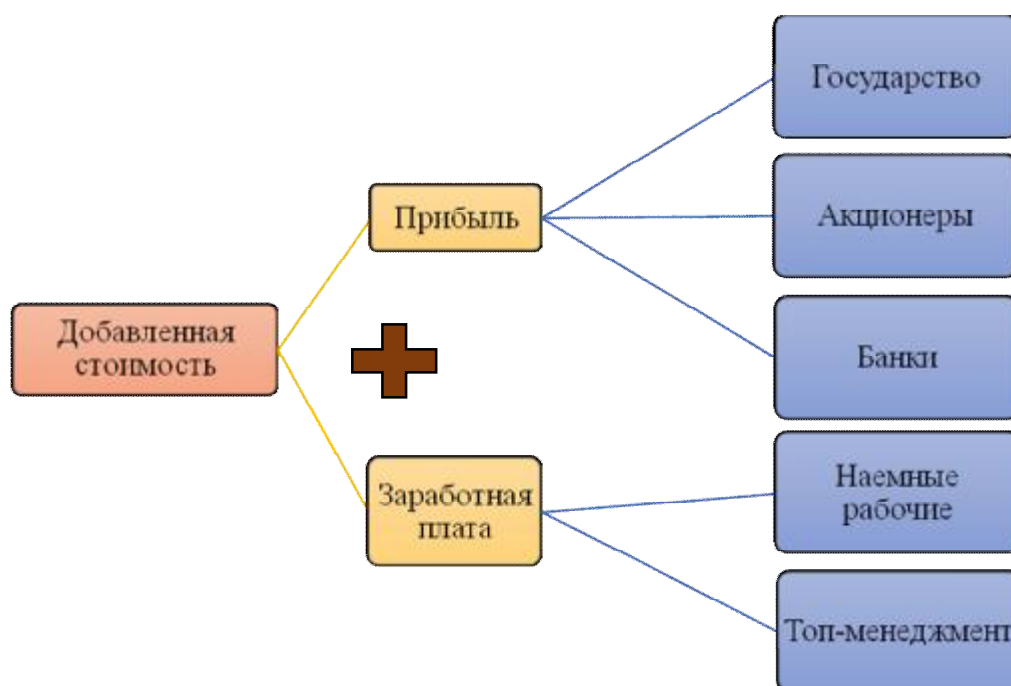 Добавленная
стоимость
Прибыль
Заработная
плата
Государство
Акционеры
Банки
Наемные
рабочие
Топ-менеджмент